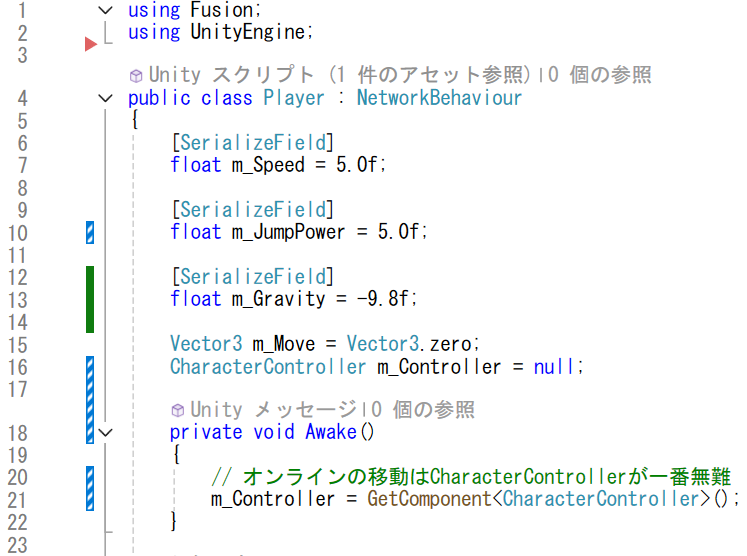 1 using Fusion;
2 using UnityEngine;
3
Unity スクリプト (1 件のアセット参照)|0 個の参照
4 public class Player : NetworkBehaviour
5 {
6 [SerializeField]
7 float m_Speed = 5.0f;
8
9 [SerializeField]
10 float m_JumpPower = 5.0f;
11
12 [SerializeField]
13 float m_Gravity = -9.8f;
14
15 Vector3 m_Move = Vector3.zero;
16 CharacterController m_Controller = null;
17
Unity メッセージ|0 個の参照
18 private void Awake()
19 {
20 // オンラインの移動はCharacterControllerが一番無難
21 m_Controller = GetComponent<CharacterController>();
22 }
23